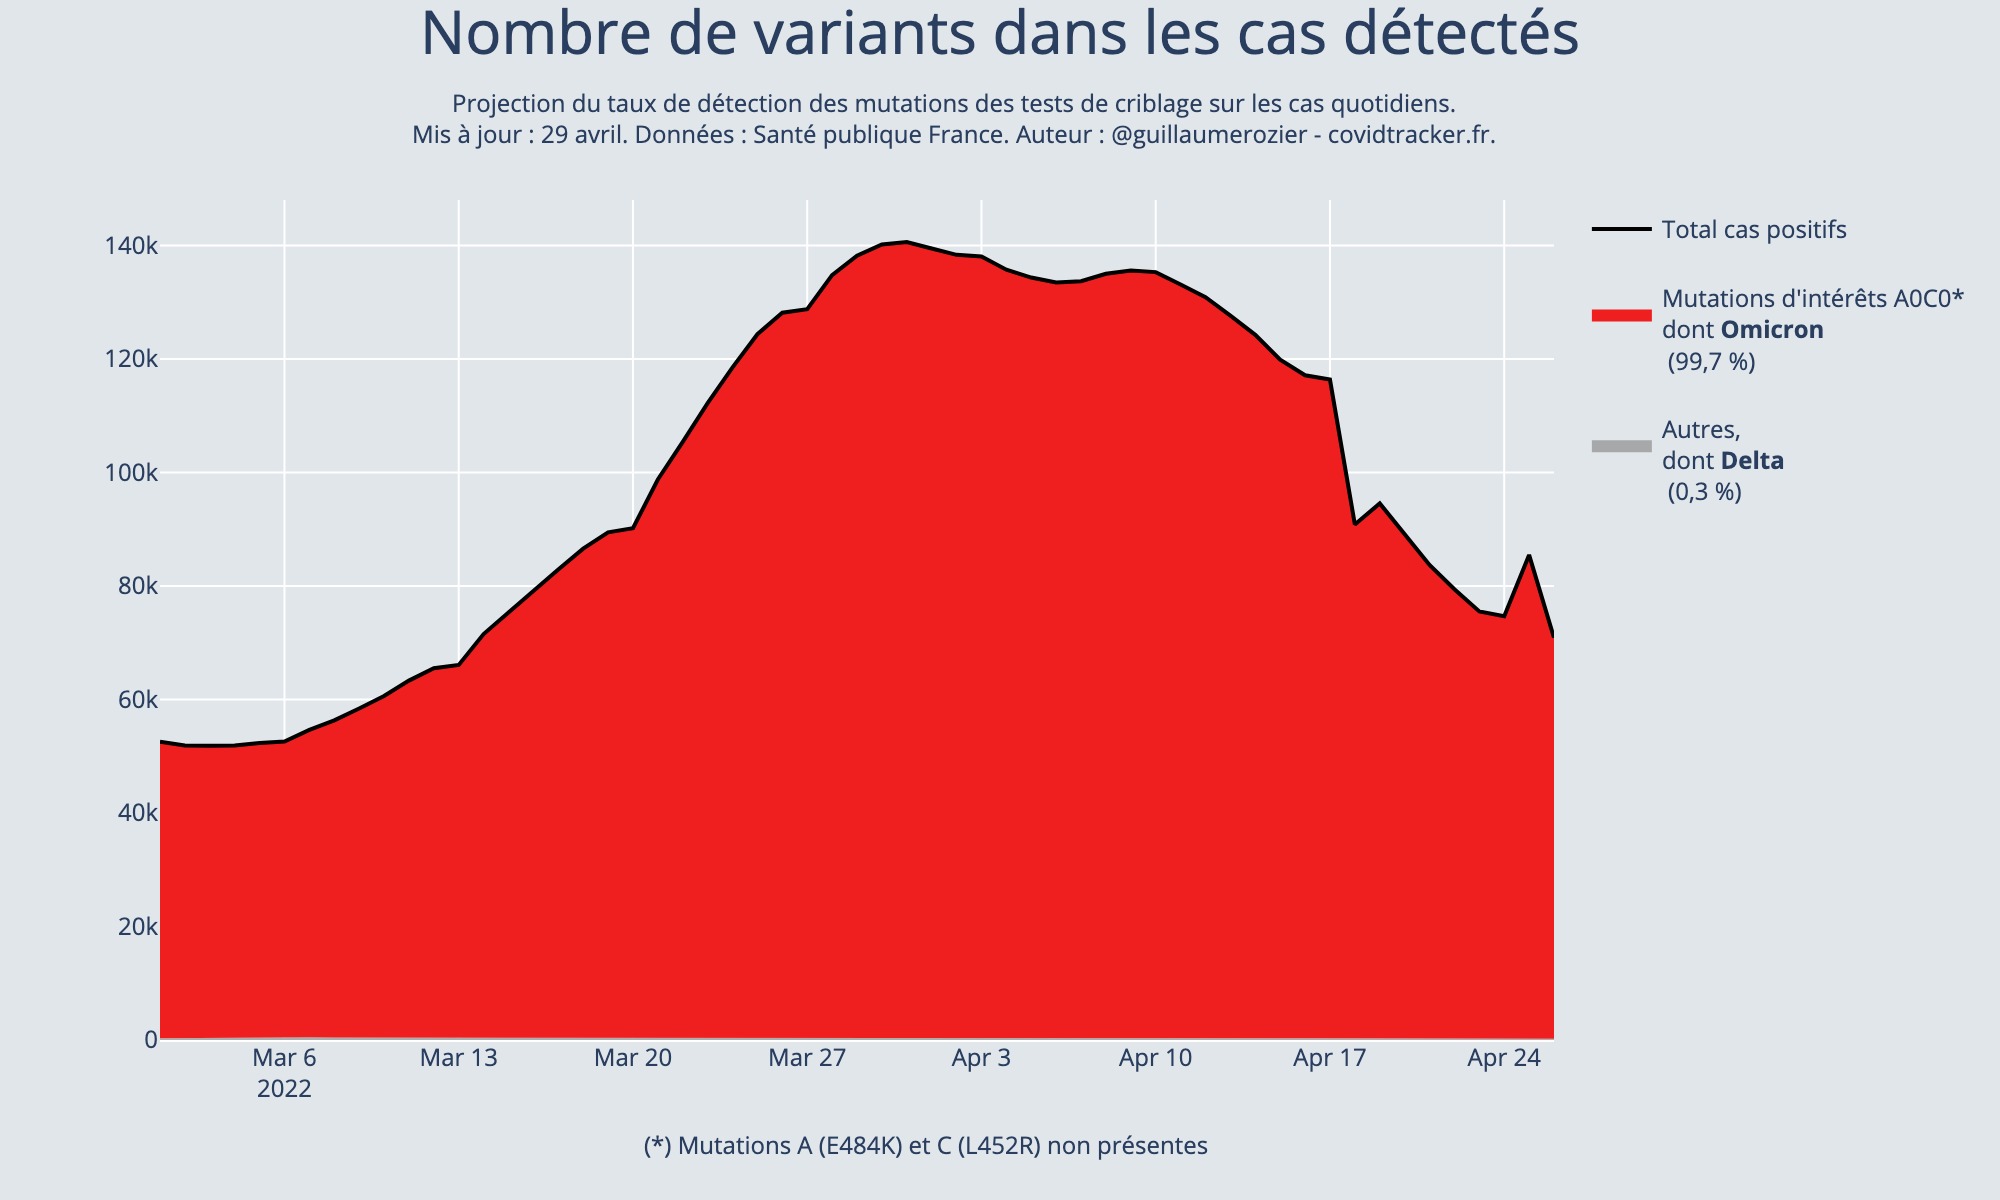 Nombre de variants dans les cas détectés
Projection du taux de détection des mutations des tests de criblage sur les cas quotidiens.
Mis à jour : 29 avril. Données : Santé publique France. Auteur : @guillaumerozier - covidtracker.fr.
140k
120k
100k
80k
60k
40k
20k
0
Mar 6
2022
Mar 13
Mar 20
Mar 27
Apr 3
Apr 10
Apr 17
Apr 24
Total cas positifs
Mutations d'intérêts A0C0*
dont Omicron
(99,7 %)
Autres,
dont Delta
(0,3 %)
(*) Mutations A (E484K) et C (L452R) non présentes